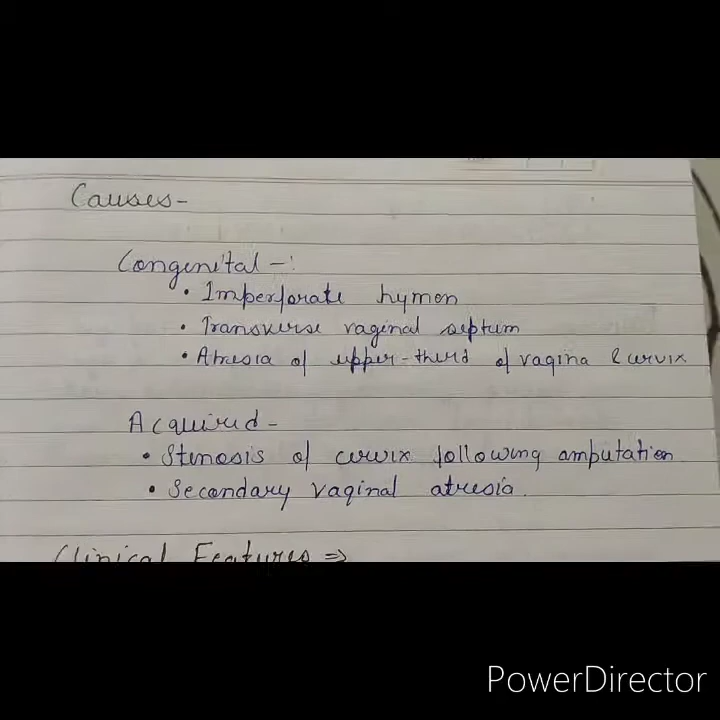 Causes-
Congenital -:
• Imperforate hymen
• Transverse vaginal septum
• Atresia of upper-third of vagina & cervix
Acquired-
• Stenosis of cervix following amputation
• Secondary vaginal atresia.
Clinical Features ⇒
PowerDirector